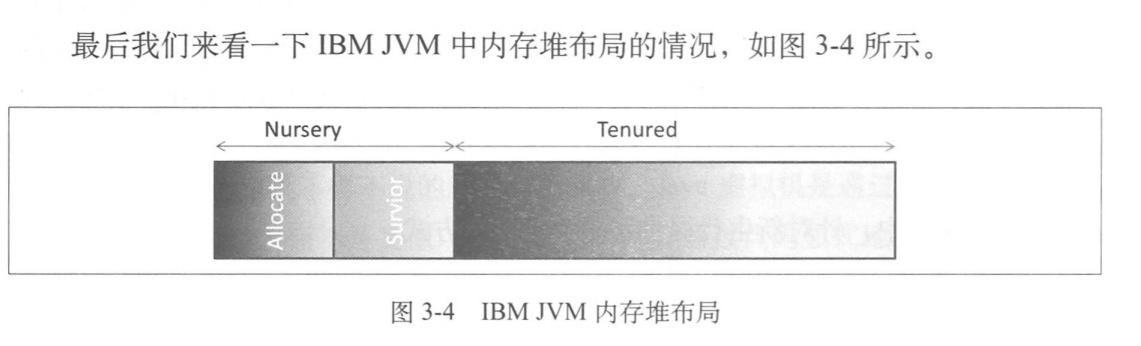 最后我们来看一下 IBM JVM 中内存堆布局的情况，如图 3-4 所示。
Nursery Tenured
Allocate Survior
图 3-4 IBM JVM 内存堆布局